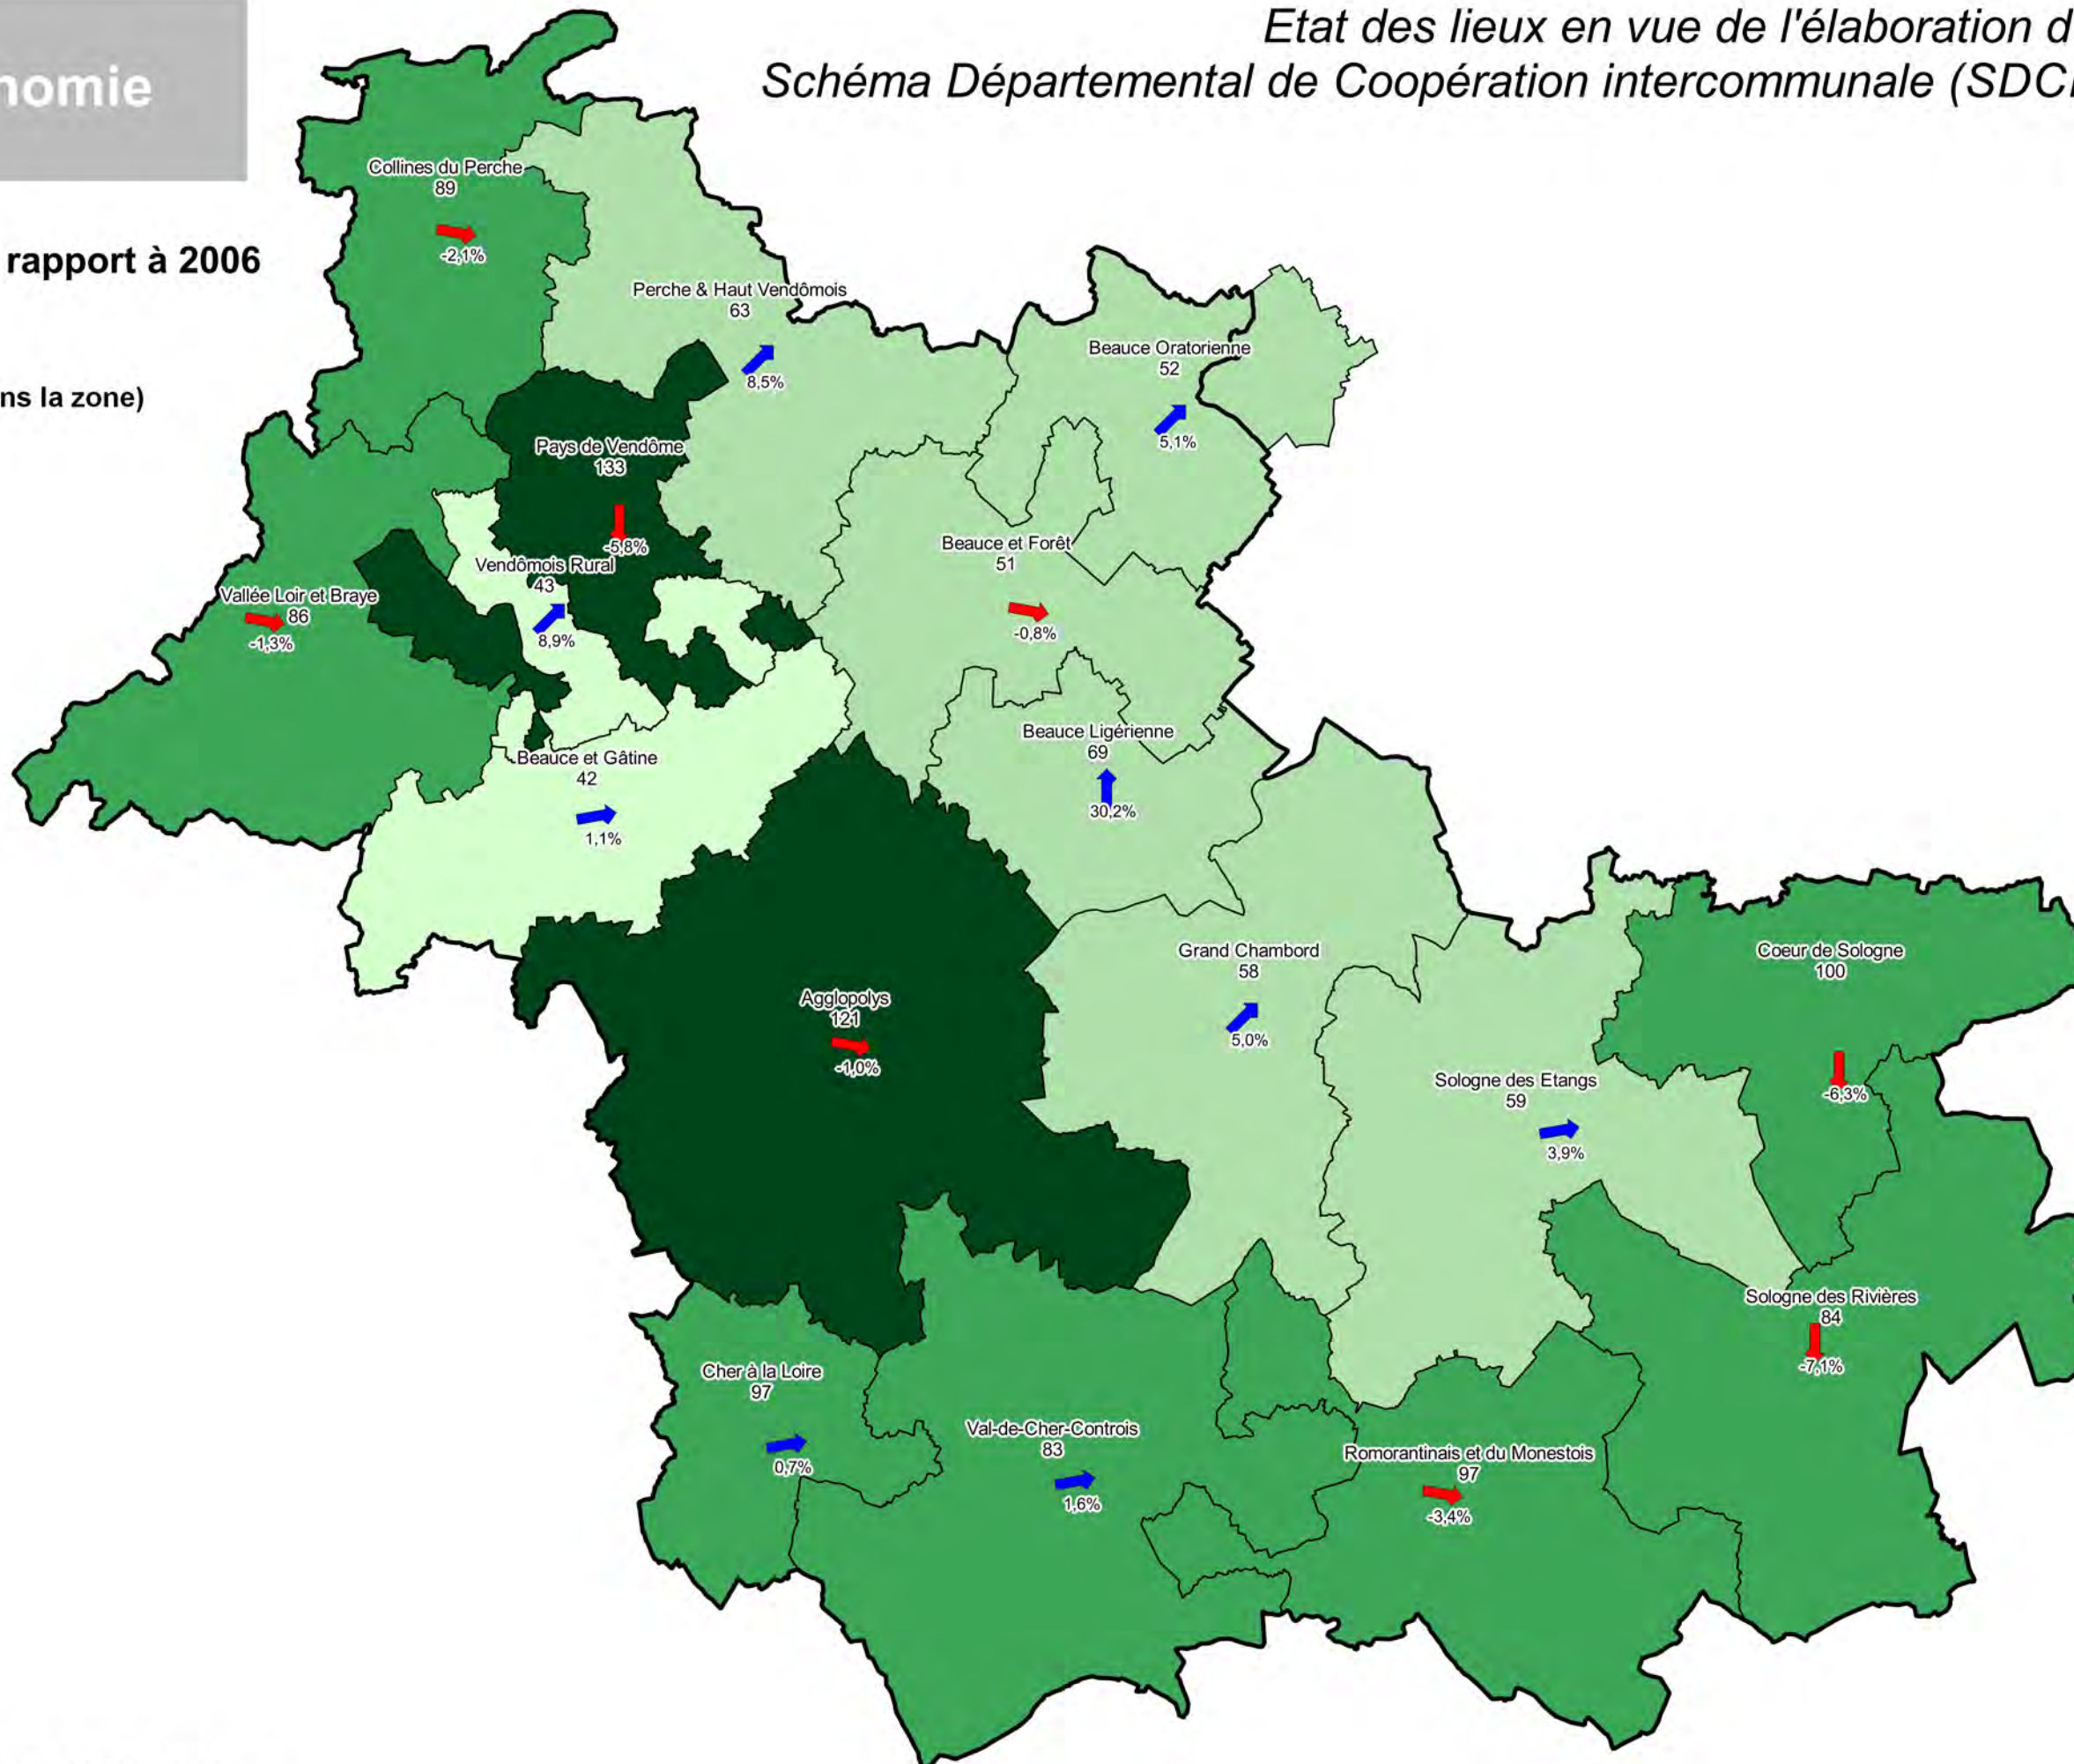 Etat des lieux en vue de l'élaboration d
Schéma Départemental de Coopération intercommunale (SDCI
nomie
rapport à 2006
ns la zone)
Collines du Perche
89
-2,1%
Perche & Haut Vendômois
63
8,5%
Beauce Oratorienne
52
5,1%
Pays de Vendôme
133
-5,8%
Beauce et Forêt
51
-0,8%
Vendômois Rural
43
8,9%
Vallée Loir et Braye
86
-1,3%
Beauce Ligérienne
69
30,2%
Beauce et Gâtine
42
1,1%
Grand Chambord
58
5,0%
Coeur de Sologne
100
-6,3%
Agglopolys
121
-1,0%
Sologne des Etangs
59
3,9%
Sologne des Rivières
84
-7,1%
Cher à la Loire
97
0,7%
Val-de-Cher-Controis
83
1,6%
Romorantinais et du Monestois
97
-3,4%